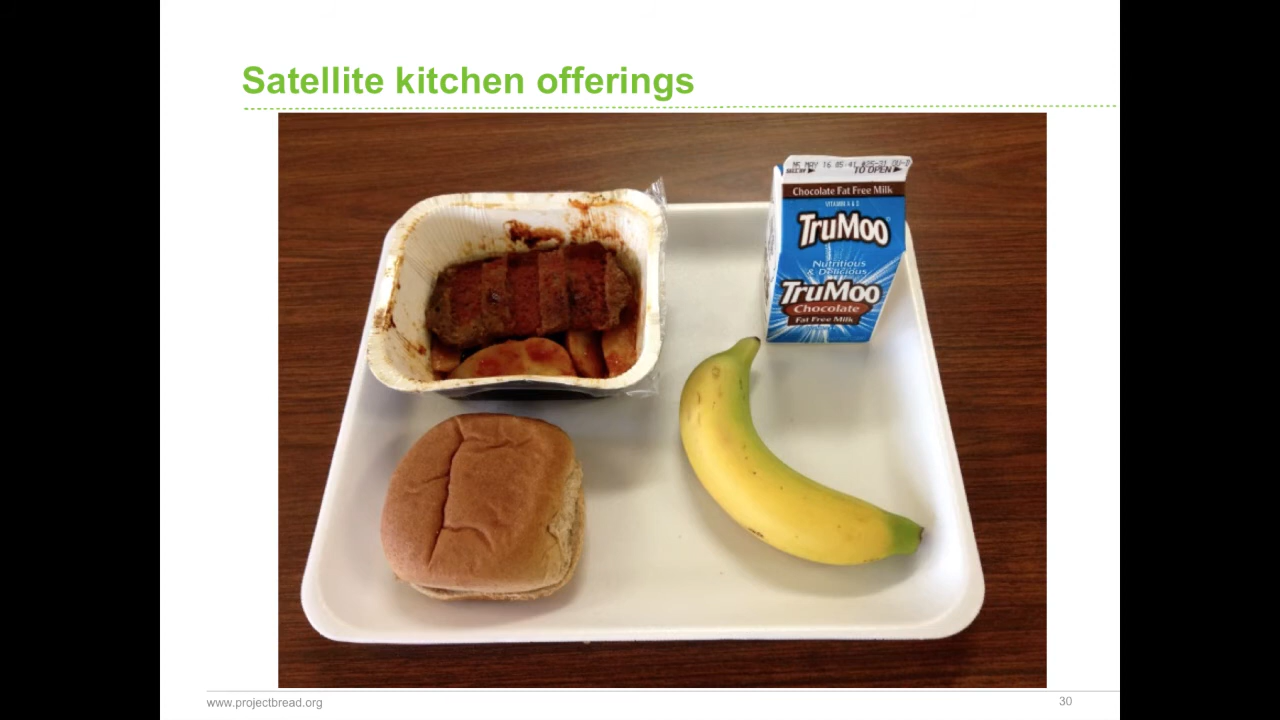 Satellite kitchen offerings
TO OPEN
Chocolate Fat Free Milk
VITAMIN A & D
TruMoo
Nutritious
& Delicious
TruMoo
Chocolate
Fat Free Milk
www.projectbread.org
30